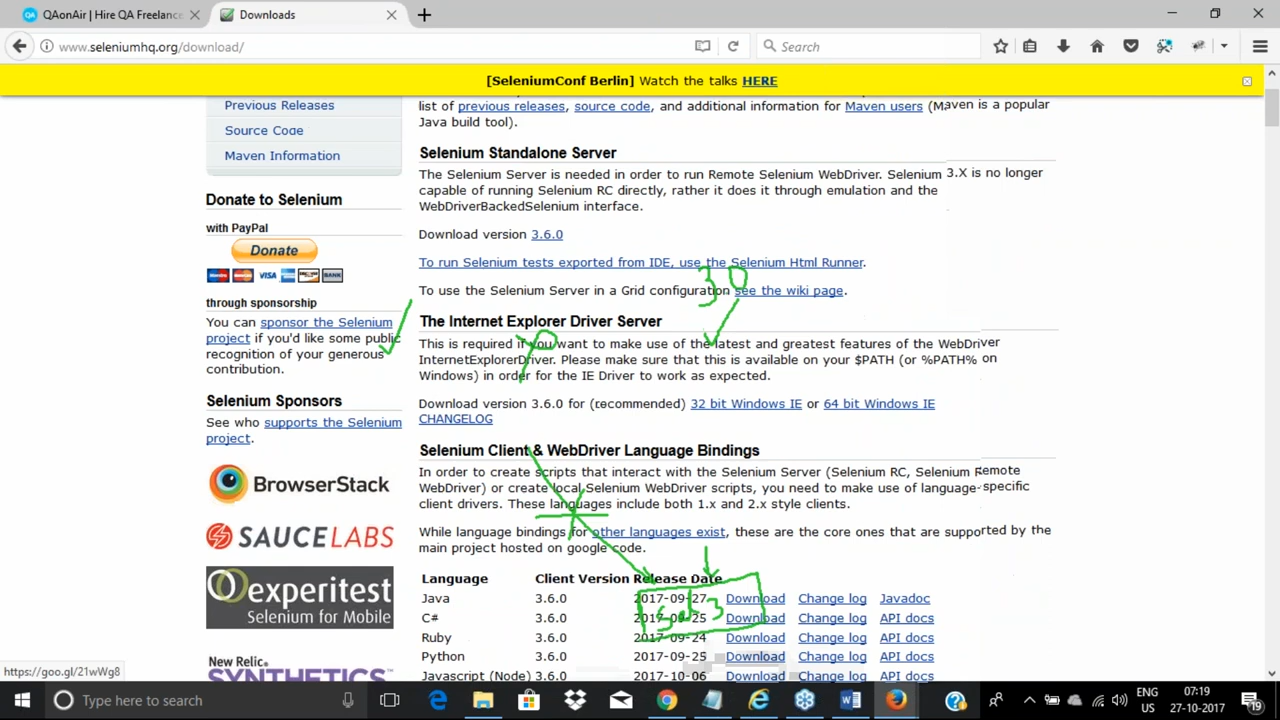 QAonAir | Hire QA Freelance
Downloads
www.seleniumhq.org/download/
Search
[SeleniumConf Berlin] Watch the talks HERE
Previous Releases
Source Code
Maven Information
Donate to Selenium
with PayPal
Donate
VISA
BANK
through sponsorship
You can sponsor the Selenium
project if you'd like some public
recognition of your generous
contribution.
Selenium Sponsors
See who supports the Selenium
project.
BrowserStack
SAUCE LABS
experitest
Selenium for Mobile
New Relic.
SYNTHETICS
list of previous releases, source code, and additional information for Maven users (Maven is a popular
Java build tool).
Selenium Standalone Server
The Selenium Server is needed in order to run Remote Selenium WebDriver. Selenium 3.X is no longer
capable of running Selenium RC directly, rather it does it through emulation and the
WebDriverBackedSelenium interface.
Download version 3.6.0
To run Selenium tests exported from IDE, use the Selenium Html Runner.
30
To use the Selenium Server in a Grid configuration see the wiki page.
The Internet Explorer Driver Server
This is required if you want to make use of the latest and greatest features of the WebDriver
InternetExplorerDriver. Please make sure that this is available on your $PATH (or %PATH% on
Windows) in order for the IE Driver to work as expected.
Download version 3.6.0 for (recommended) 32 bit Windows IE or 64 bit Windows IE
CHANGELOG
Selenium Client & WebDriver Language Bindings
In order to create scripts that interact with the Selenium Server (Selenium RC, Selenium Remote
WebDriver) or create local Selenium WebDriver scripts, you need to make use of language-specific
client drivers. These languages include both 1.x and 2.x style clients.
While language bindings for other languages exist, these are the core ones that are supported by the
main project hosted on google code.
Language Client Version Release Date
Java 3.6.0 2017-09-27 Download Change log Javadoc
Sel 3
C# 3.6.0 2017-09-25 Download Change log API docs
Ruby 3.6.0 2017-09-24 Download Change log API docs
Python 3.6.0 2017-09-25 Download Change log API docs
Javascript (Node) 3.6.0 2017-10-06 Download Change log API docs
https://goo.gl/21wWg8
Type here to search
ENG
US
07:19
27-10-2017
19